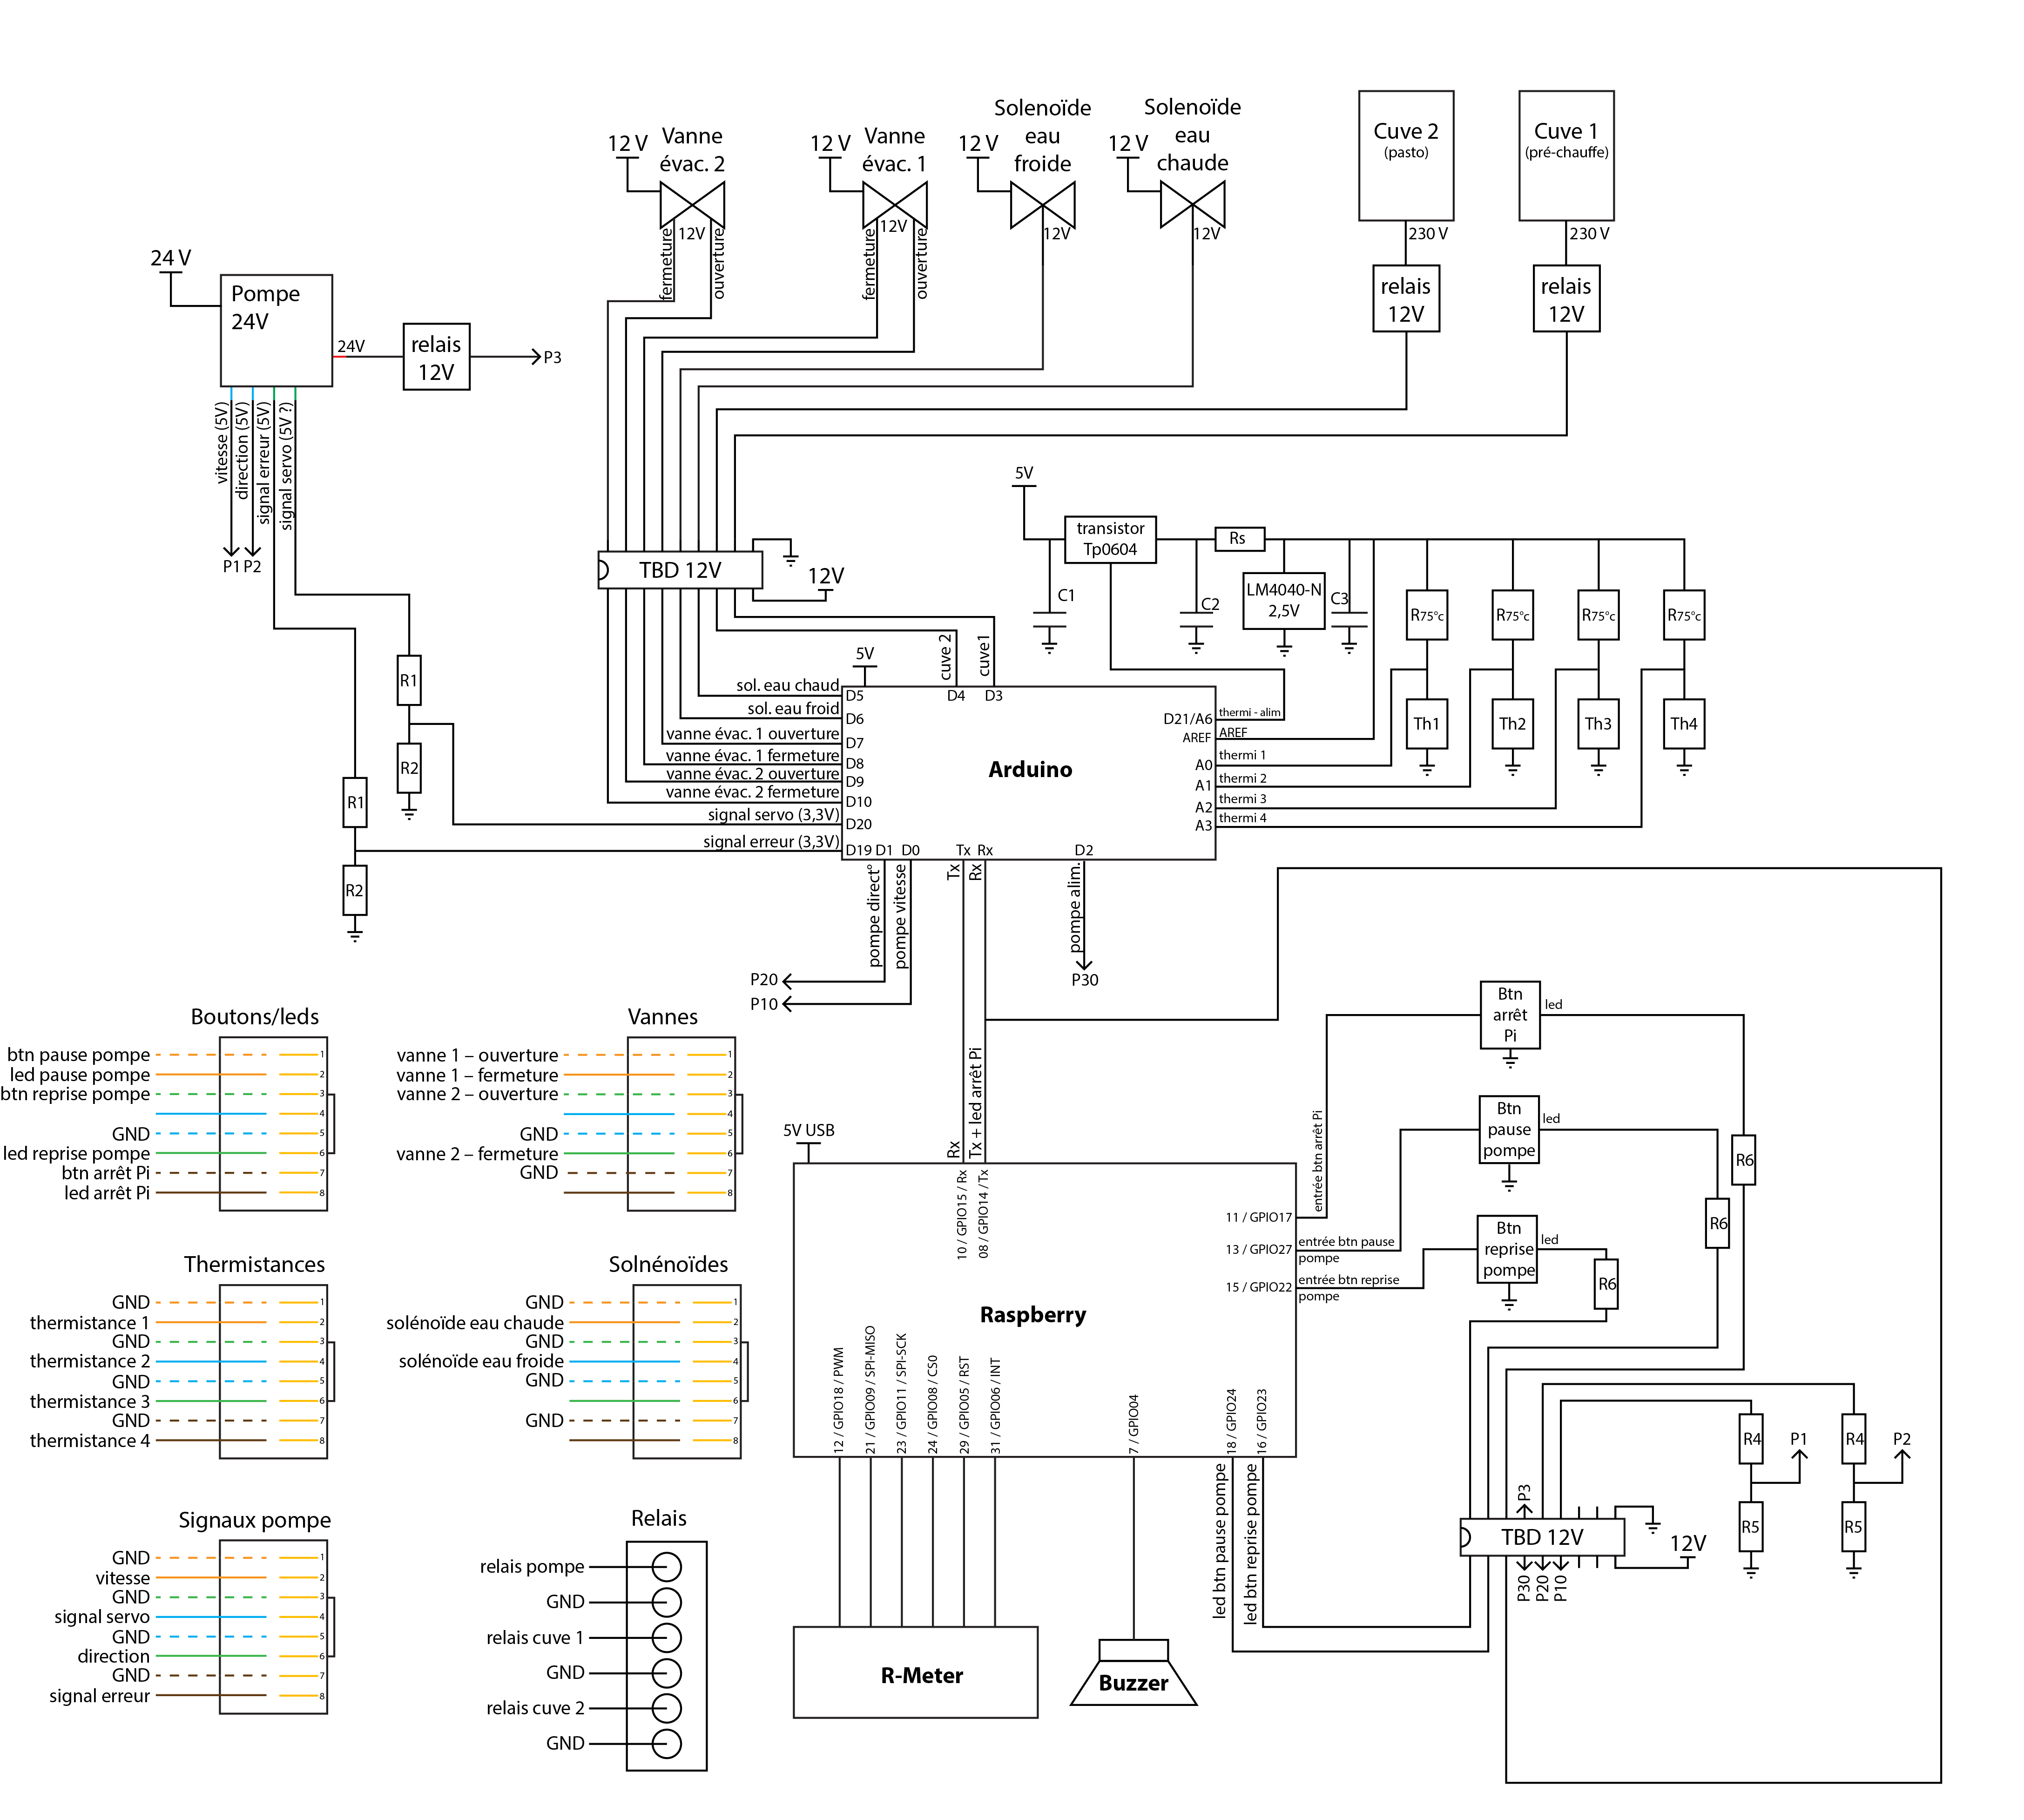 12 V
Vanne
évac. 2
12 V
Vanne
évac. 1
12 V
Solenoïde
eau
froide
12 V
Solenoïde
eau
chaude
Cuve 2
(pasto)
Cuve 1
(pré-chauffe)
fermeture
12V
ouverture
fermeture
12V
ouverture
12V
12V
230 V
230 V
relais
12V
relais
12V
24 V
Pompe
24V
24V
relais
12V
P3
vitesse (5V)
direction (5V)
signal erreur (5V)
signal servo (5V ?)
P1
P2
TBD 12V
12V
5V
transistor
Tp0604
Rs
C1
C2
LM4040-N
2,5V
C3
R75°c
R75°c
R75°c
R75°c
Th1
Th2
Th3
Th4
R1
R2
R1
R2
5V
cuve 2
cuve1
sol. eau chaud
sol. eau froid
vanne évac. 1 ouverture
vanne évac. 1 fermeture
vanne évac. 2 ouverture
vanne évac. 2 fermeture
signal servo (3,3V)
signal erreur (3,3V)
D5
D6
D7
D8
D9
D10
D20
D19
D1
D0
D4
D3
Tx
Rx
D2
Arduino
D21/A6
AREF
A0
A1
A2
A3
thermi - alim
AREF
thermi 1
thermi 2
thermi 3
thermi 4
pompe direct°
pompe vitesse
Tx
Rx
pompe alim.
P20
P10
P30
Boutons/leds
btn pause pompe
led pause pompe
btn reprise pompe
GND
led reprise pompe
btn arrêt Pi
led arrêt Pi
1
2
3
4
5
6
7
8
Vannes
vanne 1 – ouverture
vanne 1 – fermeture
vanne 2 – ouverture
GND
vanne 2 – fermeture
GND
1
2
3
4
5
6
7
8
Thermistances
GND
thermistance 1
GND
thermistance 2
GND
thermistance 3
GND
thermistance 4
1
2
3
4
5
6
7
8
Solnénoïdes
GND
solénoïde eau chaude
GND
solénoïde eau froide
GND
GND
1
2
3
4
5
6
7
8
Signaux pompe
GND
vitesse
GND
signal servo
GND
direction
GND
signal erreur
1
2
3
4
5
6
7
8
Relais
relais pompe
GND
relais cuve 1
GND
relais cuve 2
GND
5V USB
Rx
Tx + led arrêt Pi
10 / GPIO15 / Rx
08 / GPIO14 / Tx
Raspberry
11 / GPIO17
13 / GPIO27
15 / GPIO22
entrée btn arrêt Pi
entrée btn pause
pompe
entrée btn reprise
pompe
12 / GPIO18 / PWM
21 / GPIO09 / SPI-MISO
23 / GPIO11 / SPI-SCK
24 / GPIO08 / CS0
29 / GPIO05 / RST
31 / GPIO06 / INT
7 / GPIO04
18 / GPIO24
16 / GPIO23
led btn pause pompe
led btn reprise pompe
R-Meter
Buzzer
Btn
arrêt
Pi
led
Btn
pause
pompe
led
Btn
reprise
pompe
led
R6
R6
R6
R4
P1
R4
P2
R5
R5
P3
TBD 12V
12V
P30
P20
P10